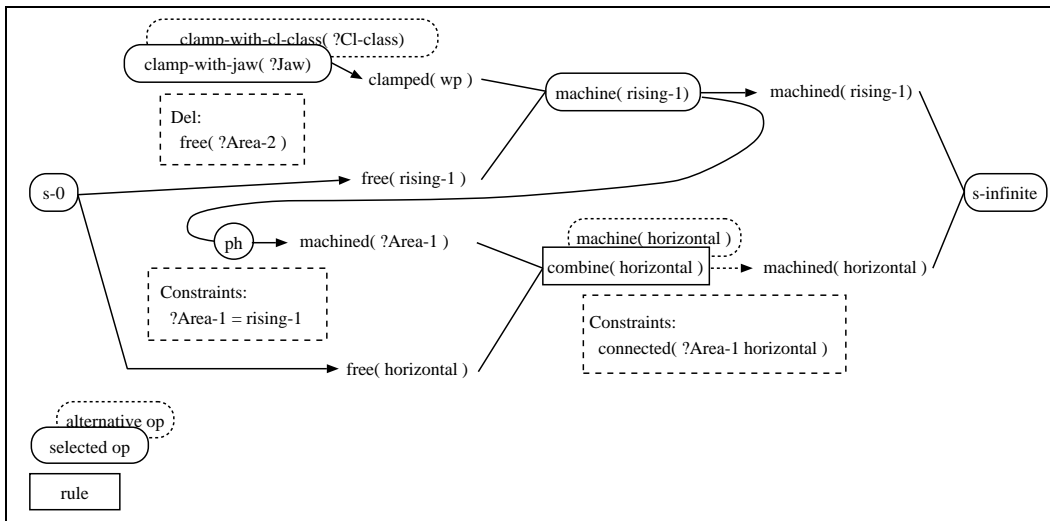 clamp-with-cl-class( ?Cl-class)
clamp-with-jaw( ?Jaw)
clamped( wp )
machine( rising-1)
machined( rising-1)
Del:
free( ?Area-2 )
s-0
free( rising-1 )
s-infinite
ph
machined( ?Area-1 )
machine( horizontal )
combine( horizontal )
machined( horizontal )
Constraints:
?Area-1 = rising-1
Constraints:
connected( ?Area-1 horizontal )
free( horizontal )
alternative op
selected op
rule